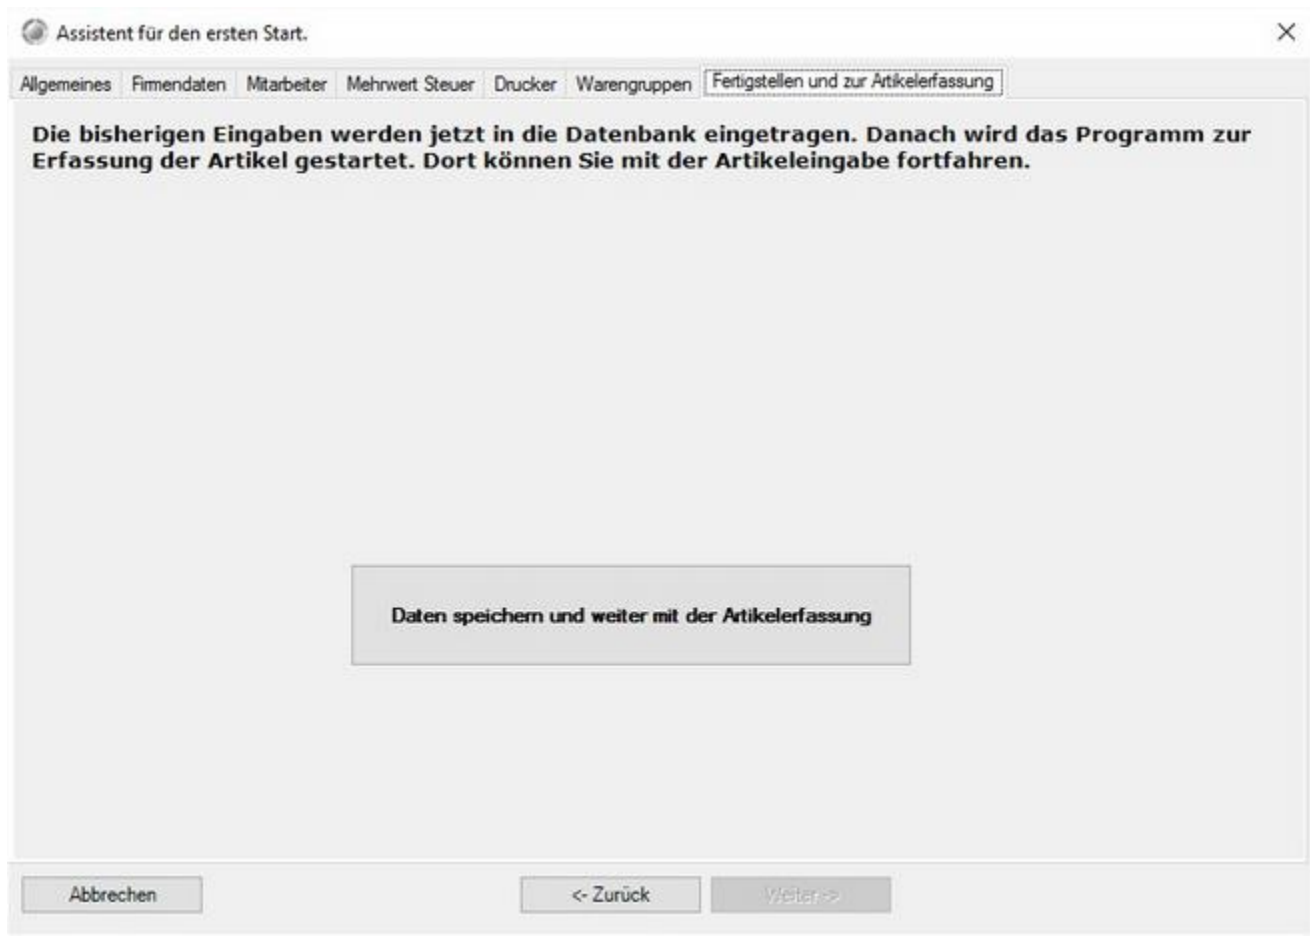 Assistent für den ersten Start.
Allgemeines Firmendaten Mitarbeiter Mehrwert Steuer Drucker Warengruppen Fertigstellen und zur Artikelerfassung
Die bisherigen Eingaben werden jetzt in die Datenbank eingetragen. Danach wird das Programm zur
Erfassung der Artikel gestartet. Dort können Sie mit der Artikeleingabe fortfahren.
Daten speichern und weiter mit der Artikelerfassung
Abbrechen <- Zurück Weiter ->